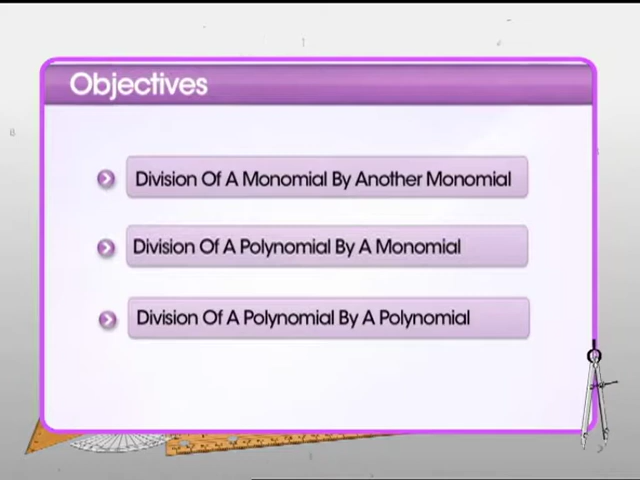 Objectives
Division Of A Monomial By Another Monomial
Division Of A Polynomial By A Monomial
Division Of A Polynomial By A Polynomial